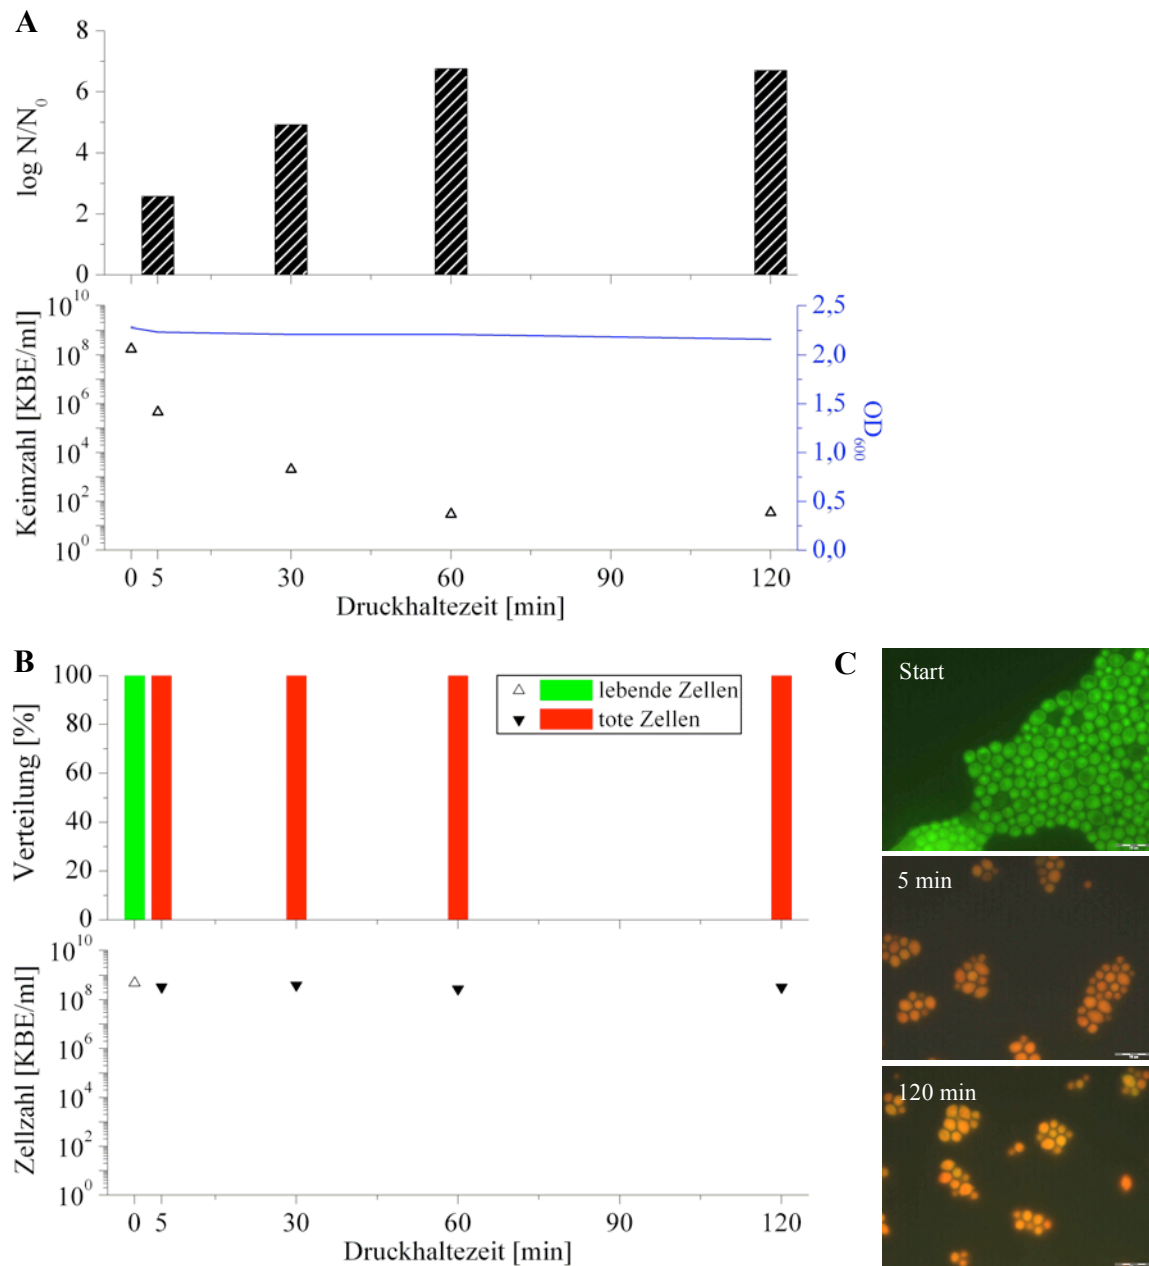 A
8
6
4
2
0
log N/N0
10^10
10^8
10^6
10^4
10^2
10^0
Keimzahl [KBE/ml]
2,5
2,0
1,5
1,0
0,5
0,0
OD600
0 5 30 60 90 120
Druckhaltezeit [min]
B
100
80
60
40
20
0
Verteilung [%]
lebende Zellen
tote Zellen
10^10
10^8
10^6
10^4
10^2
10^0
Zellzahl [KBE/ml]
0 5 30 60 90 120
Druckhaltezeit [min]
C
Start
5 min
120 min